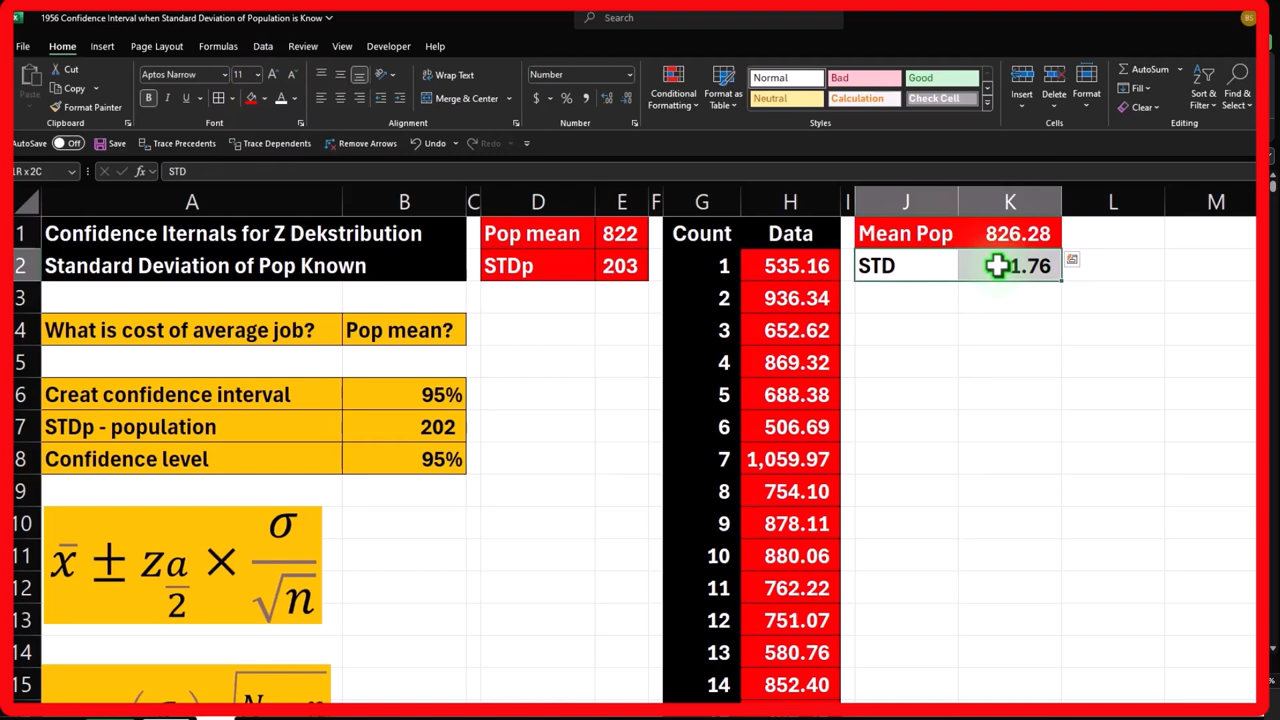 1956 Confidence Interval when Standard Deviation of Population is Know
Search
BS
File Home Insert Page Layout Formulas Data Review View Developer Help
Paste
Cut
Copy
Format Painter
Clipboard
Aptos Narrow 11
B I U
Font
Wrap Text
Merge & Center
Alignment
Number
$ % ,
Number
Conditional Formatting
Format as Table
Normal Bad Good
Neutral Calculation Check Cell
Styles
Insert Delete Format
Cells
AutoSum
Fill
Clear
Sort & Filter
Find & Select
Editing
AutoSave Off Save Trace Precedents Trace Dependents Remove Arrows Undo Redo
1R x 2C fx STD
A B C D E F G H I J K L M
1 Confidence Iternals for Z Dekstribution Pop mean 822 Count Data Mean Pop 826.28
2 Standard Deviation of Pop Known STDp 203 1 535.16 STD 1.76
3 2 936.34
4 What is cost of average job? Pop mean? 3 652.62
5 4 869.32
6 Creat confidence interval 95% 5 688.38
7 STDp - population 202 6 506.69
8 Confidence level 95% 7 1,059.97
9 8 754.10
10 9 878.11
11 10 880.06
12 11 762.22
13 12 751.07
14 13 580.76
15 14 852.40
x̄ ± z a/2 × σ/√n